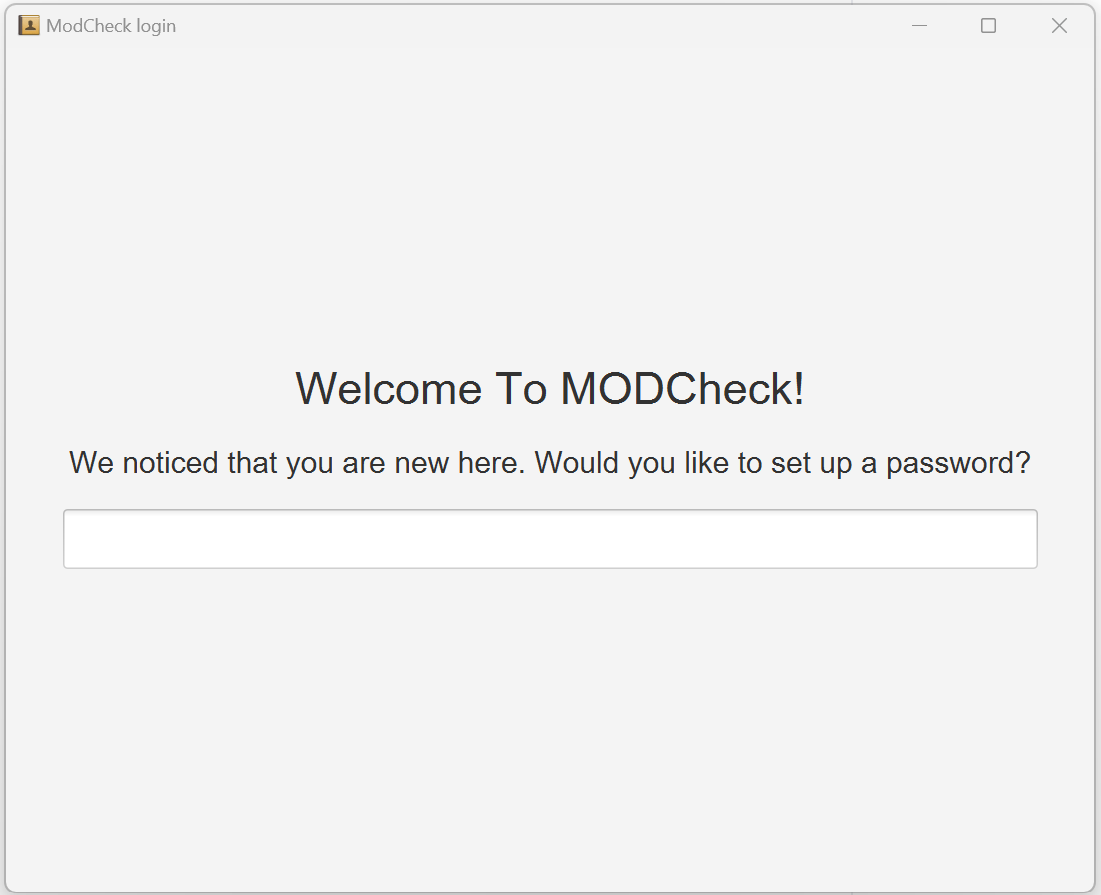 ModCheck login
Welcome To MODCheck!
We noticed that you are new here. Would you like to set up a password?